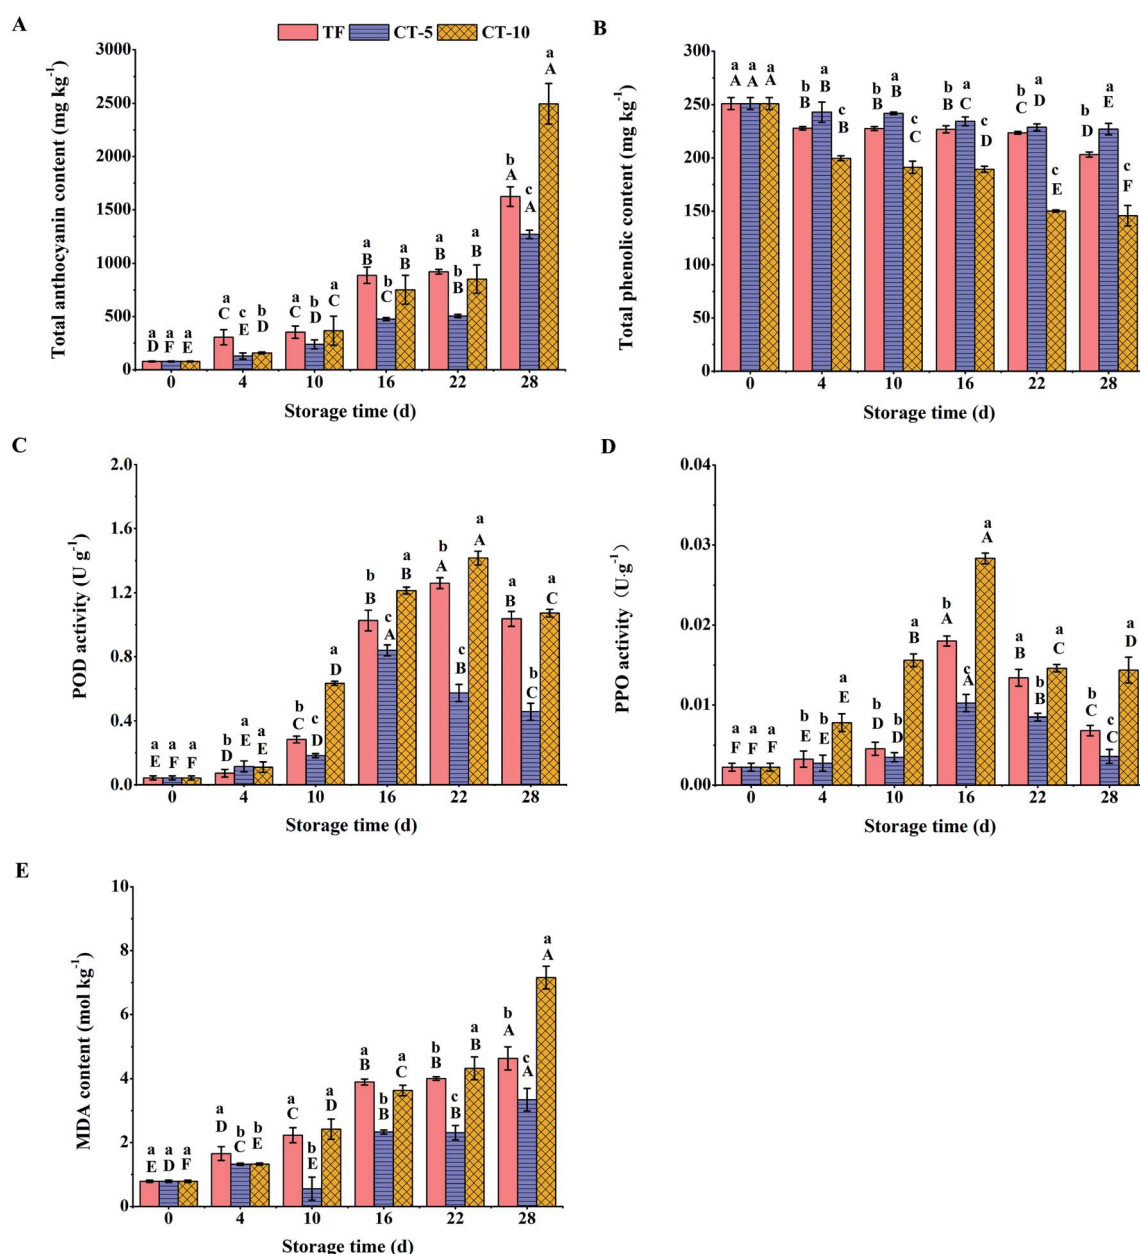 A
TF CT-5 CT-10
Total anthocyanin content (mg kg⁻¹)
3000
2500
2000
1500
1000
500
0
a a a
D F E
a c b
C E D
a b a
C D C
a b a
B C B
a b a
B B B
b c a
A A A
0 4 10 16 22 28
Storage time (d)
B
Total phenolic content (mg kg⁻¹)
300
250
200
150
100
50
0
a a a
A A A
b a c
B B B
b a c
B B C
b a c
B C D
b a c
C D E
b a c
D E F
0 4 10 16 22 28
Storage time (d)
C
POD activity (U g⁻¹)
2.0
1.6
1.2
0.8
0.4
0.0
a a a
E F F
b a a
D E E
b c a
C D D
b c a
B A B
b c a
A B A
a b a
B C C
0 4 10 16 22 28
Storage time (d)
D
PPO activity (U·g⁻¹)
0.04
0.03
0.02
0.01
0.00
a a a
F F F
b b a
E E E
b b a
D D B
b c a
A A A
a b a
B B C
b c a
C C D
0 4 10 16 22 28
Storage time (d)
E
MDA content (mol kg⁻¹)
10
8
6
4
2
0
a a a
E D F
a b b
D C E
a b a
C E D
a b a
B B C
b c a
B B B
b c a
A A A
0 4 10 16 22 28
Storage time (d)